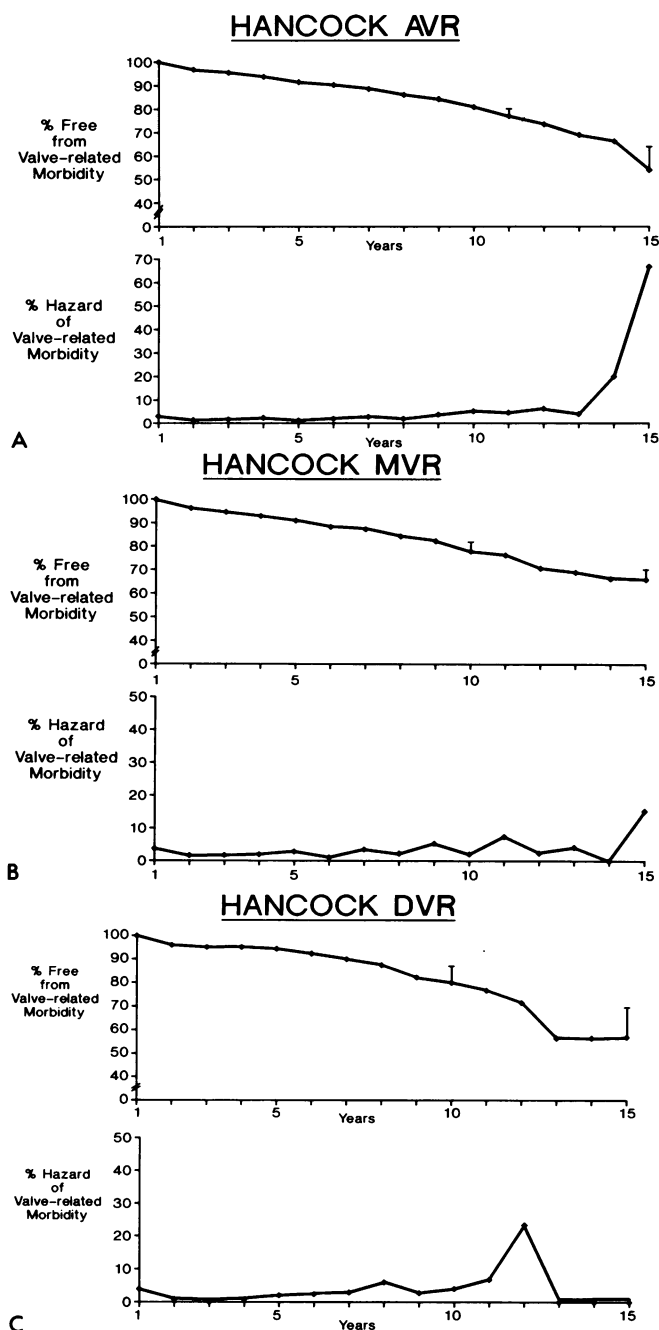 HANCOCK AVR
100
90
80
70
60
50
40
0
% Free
from
Valve-related
Morbidity
1 5 10 15
Years
70
60
50
40
30
20
10
0
% Hazard
of
Valve-related
Morbidity
1 5 10 15
Years
A
HANCOCK MVR
100
90
80
70
60
50
40
0
% Free
from
Valve-related
Morbidity
1 5 10 15
50
40
30
20
10
0
% Hazard
of
Valve-related
Morbidity
1 5 10 15
B
HANCOCK DVR
100
90
80
70
60
50
40
0
% Free
from
Valve-related
Morbidity
1 5 10 15
Years
50
40
30
20
10
0
% Hazard
of
Valve-related
Morbidity
1 5 10 15
Years
C